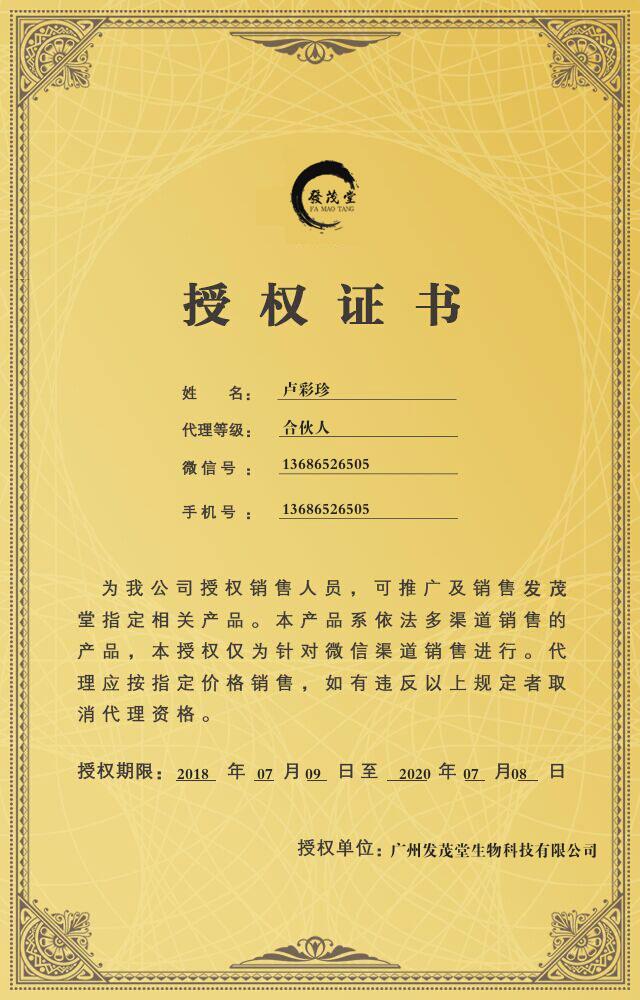 發茂堂
FA MAO TANG
授权证书
姓 名: 卢彩珍
代理等级: 合伙人
微信号: 13686526505
手机号: 13686526505
为我公司授权销售人员，可推广及销售发茂
堂指定相关产品。本产品系依法多渠道销售的
产品，本授权仅为针对微信渠道销售进行。代
理应按指定价格销售，如有违反以上规定者取
消代理资格。
授权期限: 2018 年 07 月 09 日至 2020 年 07 月 08 日
授权单位: 广州发茂堂生物科技有限公司